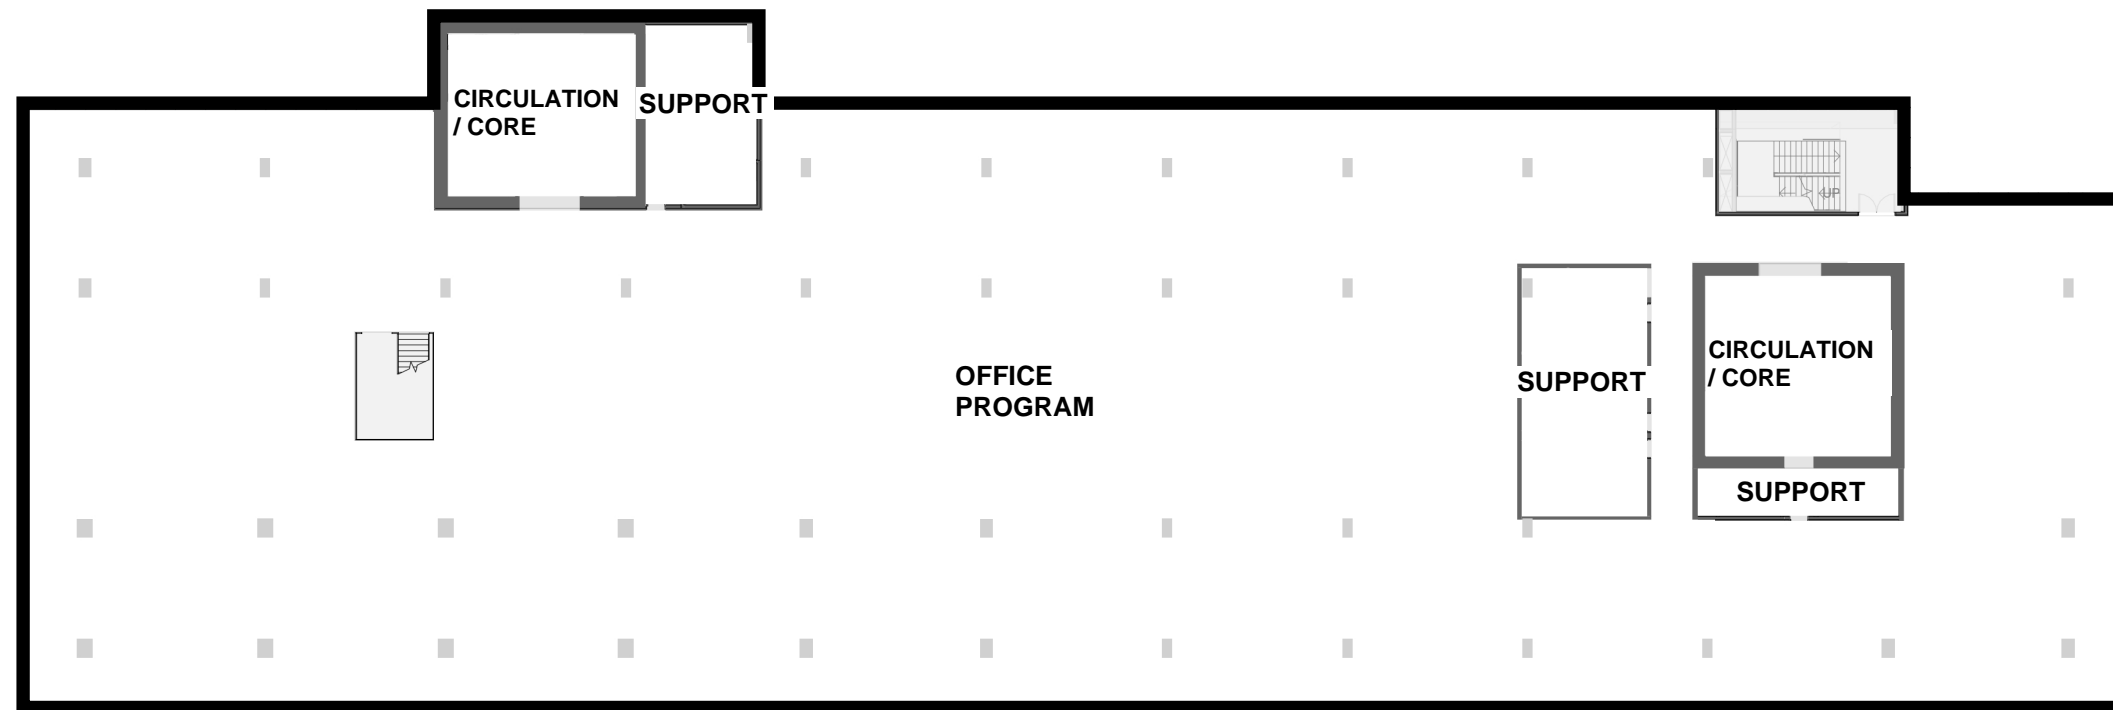 CIRCULATION
/ CORE
SUPPORT
UP
OFFICE
PROGRAM
SUPPORT
CIRCULATION
/ CORE
SUPPORT